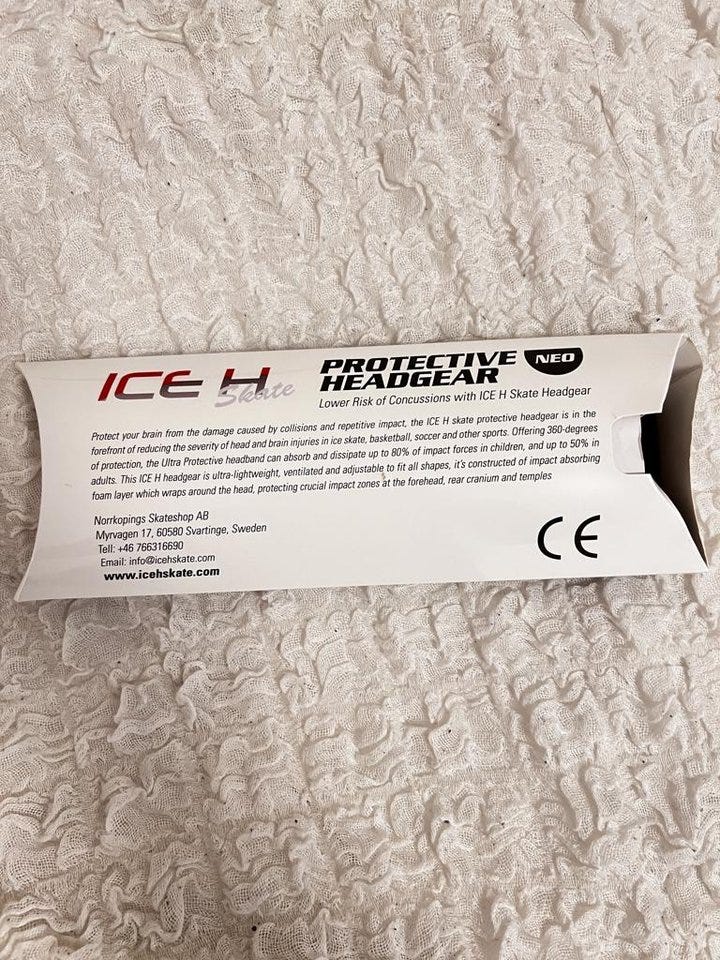 ICE H Skate
PROTECTIVE NEO
HEADGEAR
Lower Risk of Concussions with ICE H Skate Headgear
Protect your brain from the damage caused by collisions and repetitive impact, the ICE H skate protective headgear is in the
forefront of reducing the severity of head and brain injuries in ice skate, basketball, soccer and other sports. Offering 360-degrees
of protection, the Ultra Protective headband can absorb and dissipate up to 80% of impact forces in children, and up to 50% in
adults. This ICE H headgear is ultra-lightweight, ventilated and adjustable to fit all shapes, it's constructed of impact absorbing
foam layer which wraps around the head, protecting crucial impact zones at the forehead, rear cranium and temples
Norrkopings Skateshop AB
Myrvagen 17, 60580 Svartinge, Sweden
Tell: +46 766316690
Email: info@icehskate.com
www.icehskate.com
CE